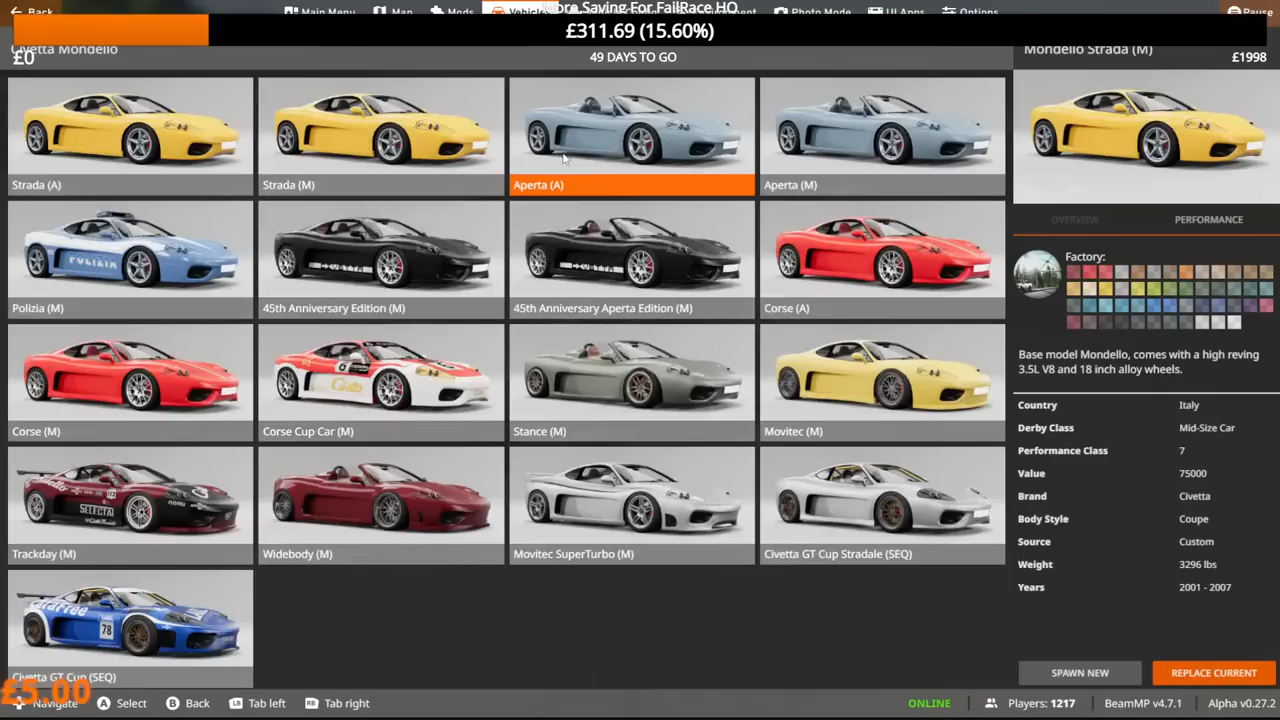 Back
Main Menu
Map
Mods
Vehicles
Photo Mode
UI Apps
Options
Pause
More Saving For FailRace HQ
£311.69 (15.60%)
Civetta Mondello
£0
49 DAYS TO GO
Mondello Strada (M)
£1998
Strada (A)
Strada (M)
Aperta (A)
Aperta (M)
OVERVIEW
PERFORMANCE
Polizia (M)
45th Anniversary Edition (M)
45th Anniversary Aperta Edition (M)
Corse (A)
Factory:
Base model Mondello, comes with a high reving
3.5L V8 and 18 inch alloy wheels.
Corse (M)
Corse Cup Car (M)
Stance (M)
Movitec (M)
Country Italy
Derby Class Mid-Size Car
Performance Class 7
Value 75000
Brand Civetta
Body Style Coupe
Source Custom
Weight 3296 lbs
Years 2001 - 2007
Trackday (M)
Widebody (M)
Movitec SuperTurbo (M)
Civetta GT Cup Stradale (SEQ)
Civetta GT Cup (SEQ)
£5.00
SPAWN NEW
REPLACE CURRENT
Navigate
Select
Back
Tab left
Tab right
ONLINE
Players: 1217
BeamMP v4.7.1
Alpha v0.27.2